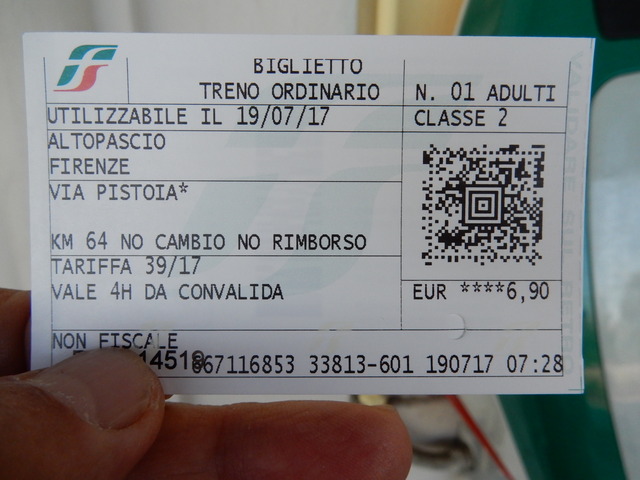 BIGLIETTO
TRENO ORDINARIO
N. 01 ADULTI
UTILIZZABILE IL 19/07/17
CLASSE 2
ALTOPASCIO
FIRENZE
VIA PISTOIA*
KM 64 NO CAMBIO NO RIMBORSO
TARIFFA 39/17
VALE 4H DA CONVALIDA
EUR ****6,90
NON FISCALE
667116853 33813-601 190717 07:28